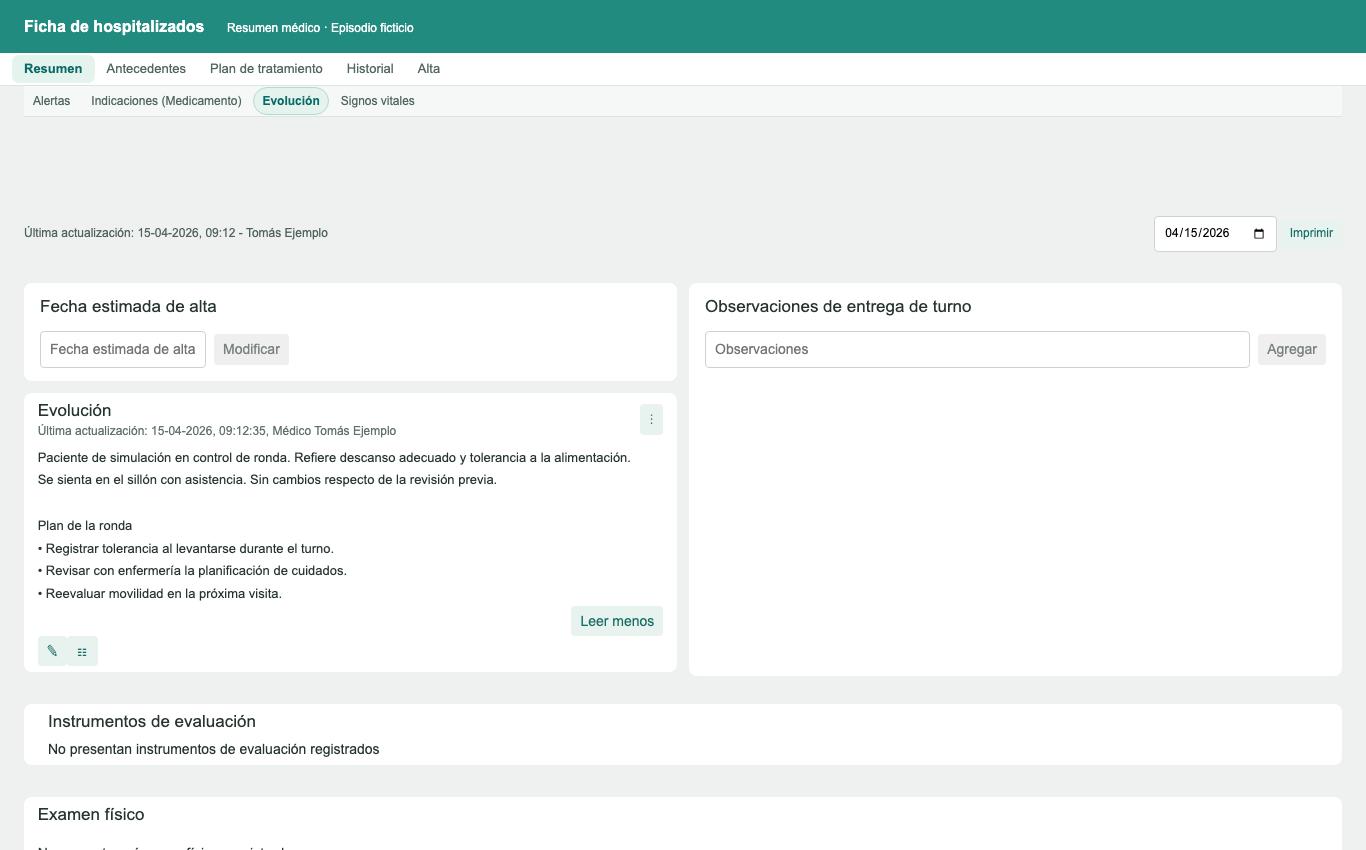 Ficha de hospitalizados
Resumen médico · Episodio ficticio
Resumen
Antecedentes
Plan de tratamiento
Historial
Alta
Alertas
Indicaciones (Medicamento)
Evolución
Signos vitales
Última actualización: 15-04-2026, 09:12 - Tomás Ejemplo
04/15/2026
Imprimir
Fecha estimada de alta
Fecha estimada de alta
Modificar
Observaciones de entrega de turno
Observaciones
Agregar
Evolución
Última actualización: 15-04-2026, 09:12:35, Médico Tomás Ejemplo
Paciente de simulación en control de ronda. Refiere descanso adecuado y tolerancia a la alimentación.
Se sienta en el sillón con asistencia. Sin cambios respecto de la revisión previa.
Plan de la ronda
• Registrar tolerancia al levantarse durante el turno.
• Revisar con enfermería la planificación de cuidados.
• Reevaluar movilidad en la próxima visita.
Leer menos
Instrumentos de evaluación
No presentan instrumentos de evaluación registrados
Examen físico